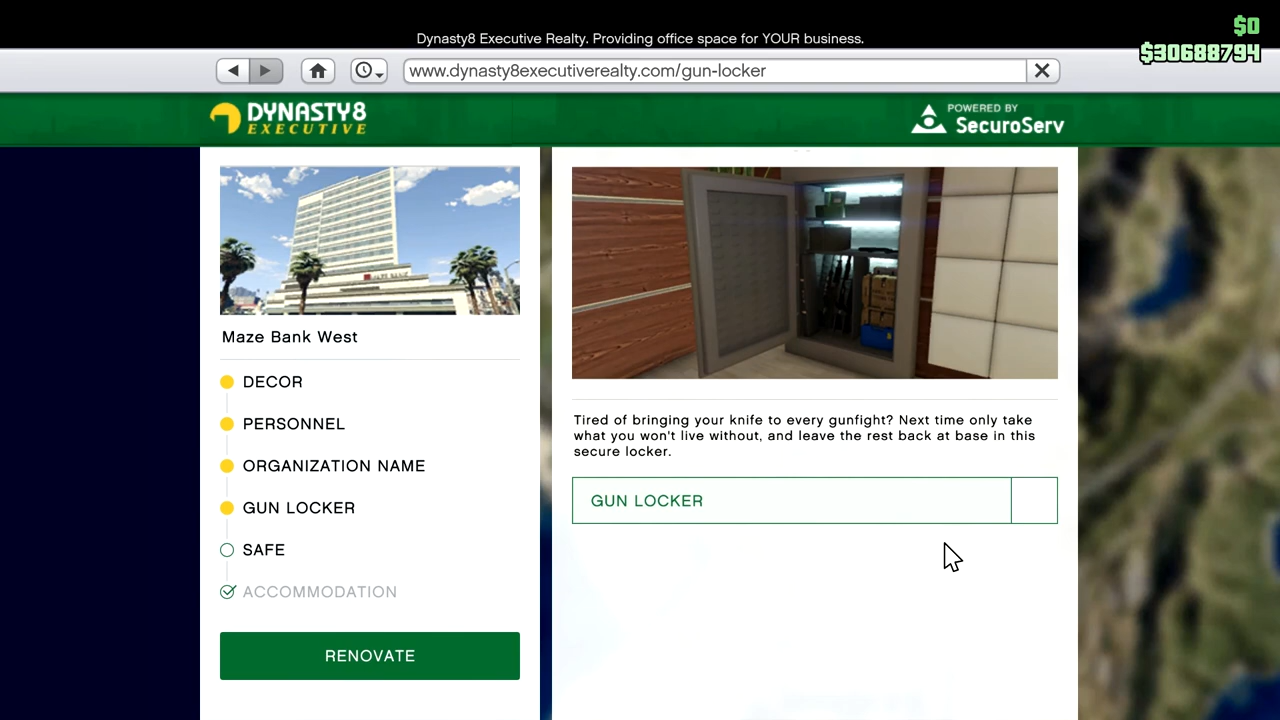 $0
Dynasty8 Executive Realty. Providing office space for YOUR business.
$30688794
www.dynasty8executiverealty.com/gun-locker
DYNASTY8
EXECUTIVE
POWERED BY
SecuroServ
MAZE BANK
Maze Bank West
DECOR
PERSONNEL
ORGANIZATION NAME
GUN LOCKER
SAFE
ACCOMMODATION
RENOVATE
Tired of bringing your knife to every gunfight? Next time only take
what you won't live without, and leave the rest back at base in this
secure locker.
GUN LOCKER